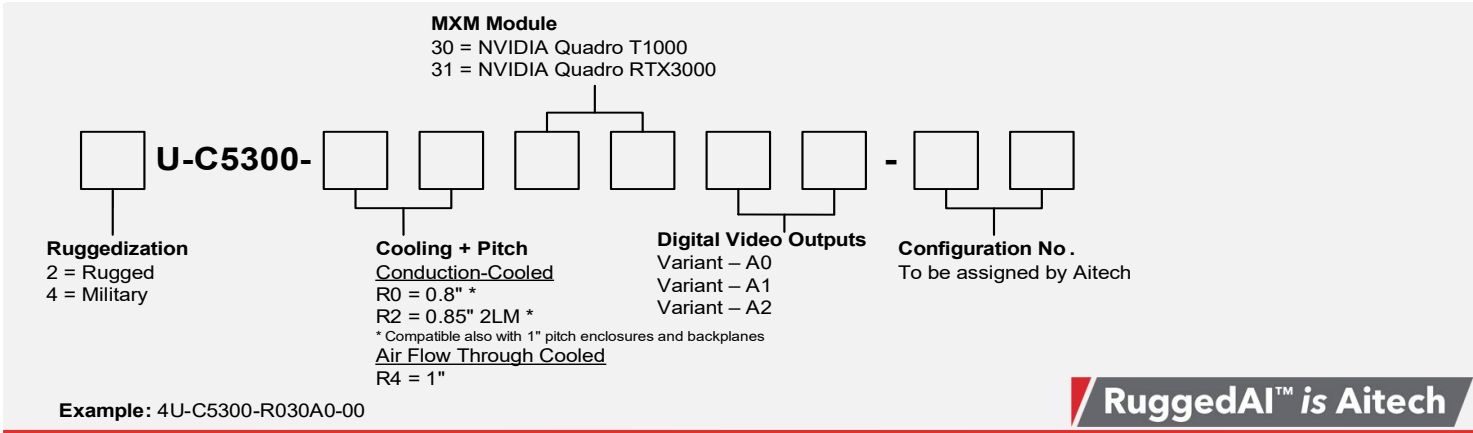 MXM Module
30 = NVIDIA Quadro T1000
31 = NVIDIA Quadro RTX3000
U-C5300-
-
Ruggedization
2 = Rugged
4 = Military
Cooling + Pitch
Conduction-Cooled
R0 = 0.8" *
R2 = 0.85" 2LM *
* Compatible also with 1" pitch enclosures and backplanes
Air Flow Through Cooled
R4 = 1"
Digital Video Outputs
Variant – A0
Variant – A1
Variant – A2
Configuration No.
To be assigned by Aitech
Example: 4U-C5300-R030A0-00
RuggedAI™ is Aitech